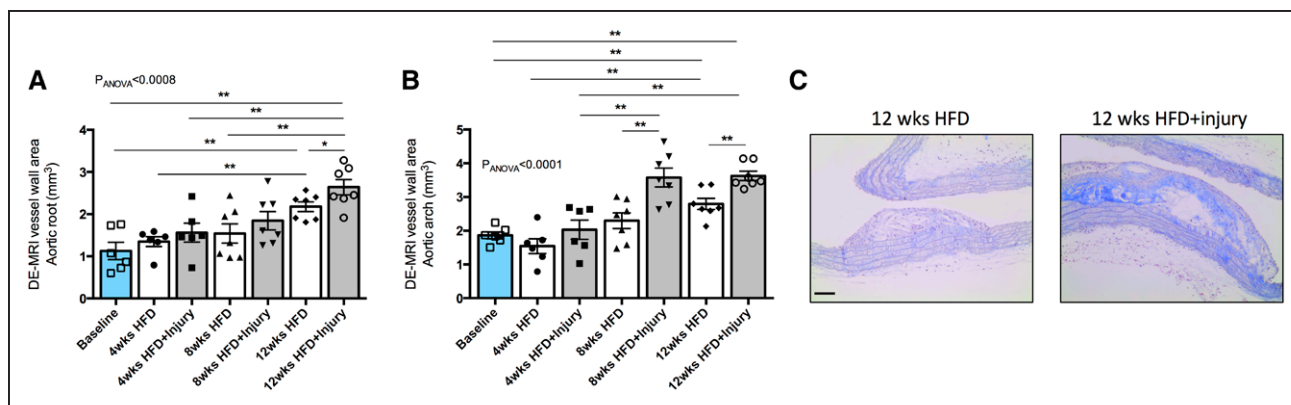 A
P_ANOVA<0.0008
**
**
**
**
*
**
DE-MRI vessel wall area
Aortic root (mm³)
4
3
2
1
0
Baseline
4wks HFD
4wks HFD+Injury
8wks HFD
8wks HFD+Injury
12wks HFD
12wks HFD+Injury
B
**
**
**
**
**
**
**
P_ANOVA<0.0001
DE-MRI vessel wall area
Aortic arch (mm³)
5
4
3
2
1
0
Baseline
4wks HFD
4wks HFD+Injury
8wks HFD
8wks HFD+Injury
12wks HFD
12wks HFD+Injury
C
12 wks HFD
12 wks HFD+injury